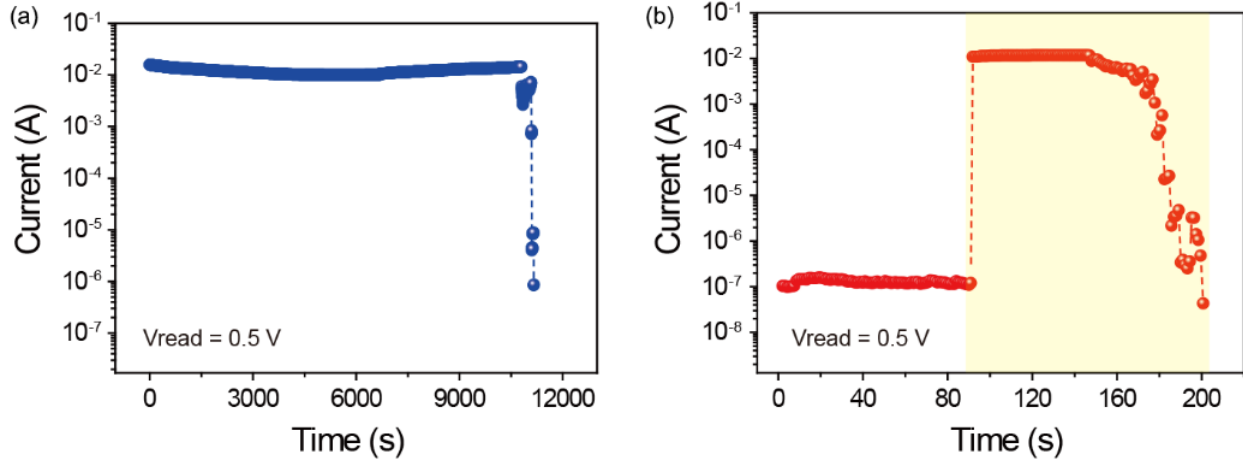 (a)
Current (A)
10⁻¹
10⁻²
10⁻³
10⁻⁴
10⁻⁵
10⁻⁶
10⁻⁷
Vread = 0.5 V
0 3000 6000 9000 12000
Time (s)
(b)
Current (A)
10⁻¹
10⁻²
10⁻³
10⁻⁴
10⁻⁵
10⁻⁶
10⁻⁷
10⁻⁸
Vread = 0.5 V
0 40 80 120 160 200
Time (s)